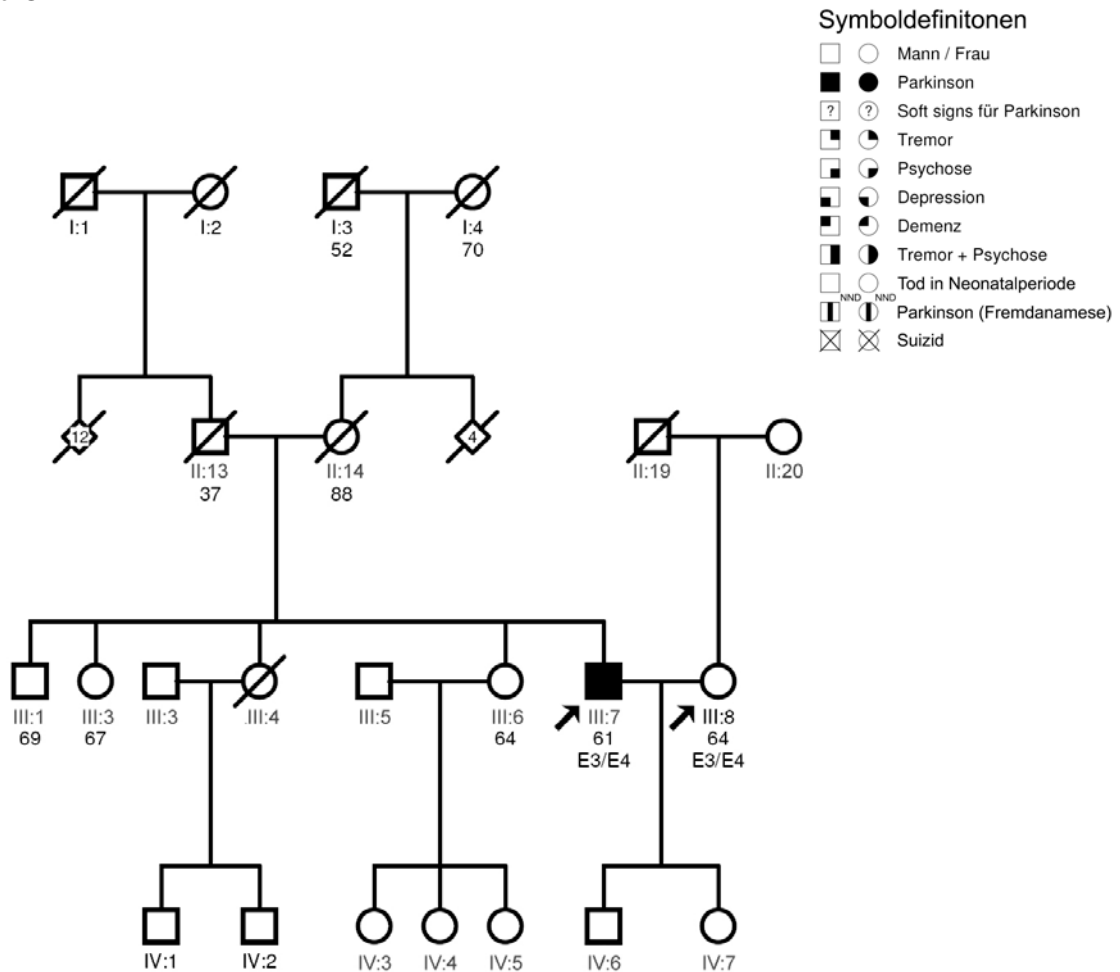 Symboldefinitonen
Mann / Frau
Parkinson
? ? Soft signs für Parkinson
Tremor
Psychose
Depression
Demenz
Tremor + Psychose
Tod in Neonatalperiode
NND NND
Parkinson (Fremdanamese)
Suizid
I:1 I:2 I:3 I:4
52 70
12 4
II:13 II:14 II:19 II:20
37 88
III:1 III:3 III:3 III:4 III:5 III:6 III:7 III:8
69 67 64 61 64
E3/E4 E3/E4
IV:1 IV:2 IV:3 IV:4 IV:5 IV:6 IV:7